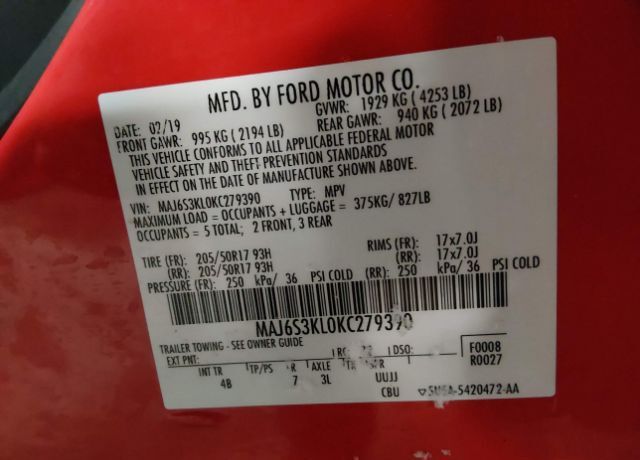 MFD. BY FORD MOTOR CO.
DATE: 02/19 GVWR: 1929 KG ( 4253 LB)
FRONT GAWR: 995 KG ( 2194 LB) REAR GAWR: 940 KG ( 2072 LB)
THIS VEHICLE CONFORMS TO ALL APPLICABLE FEDERAL MOTOR
VEHICLE SAFETY AND THEFT PREVENTION STANDARDS
IN EFFECT ON THE DATE OF MANUFACTURE SHOWN ABOVE.
VIN: MAJ6S3KL0KC279390 TYPE: MPV
MAXIMUM LOAD = OCCUPANTS + LUGGAGE = 375KG/ 827LB
OCCUPANTS = 5 TOTAL; 2 FRONT, 3 REAR
TIRE (FR): 205/50R17 93H RIMS (FR): 17x7.0J
(RR): 205/50R17 93H (RR): 17x7.0J
PRESSURE (FR): 250 kPa/ 36 PSI COLD (RR): 250 kPa/ 36 PSI COLD
MAJ6S3KL0KC279390
TRAILER TOWING - SEE OWNER GUIDE
EXT PNT: DSO: F0008
R0027
INT TR TP/PS R AXLE
4B 7 3L UUJJ
CBU -5420472-AA